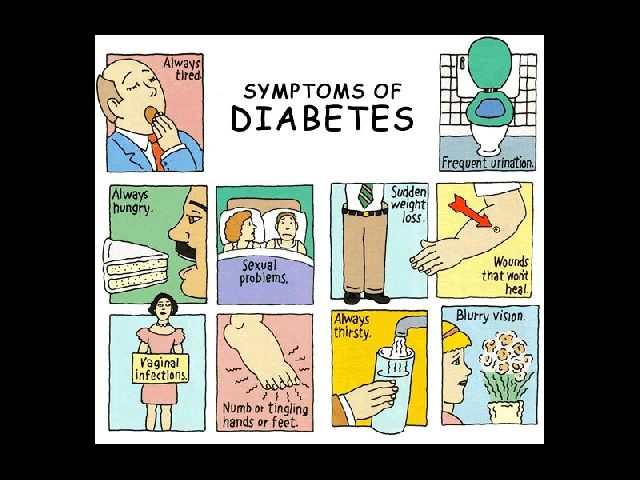 Always
tired.
SYMPTOMS OF
DIABETES
Frequent urination.
Always
hungry.
Sexual
problems.
Sudden
weight
loss.
Wounds
that won't
heal.
Vaginal
infections.
Numb or tingling
hands or feet.
Always
thirsty.
Blurry vision.